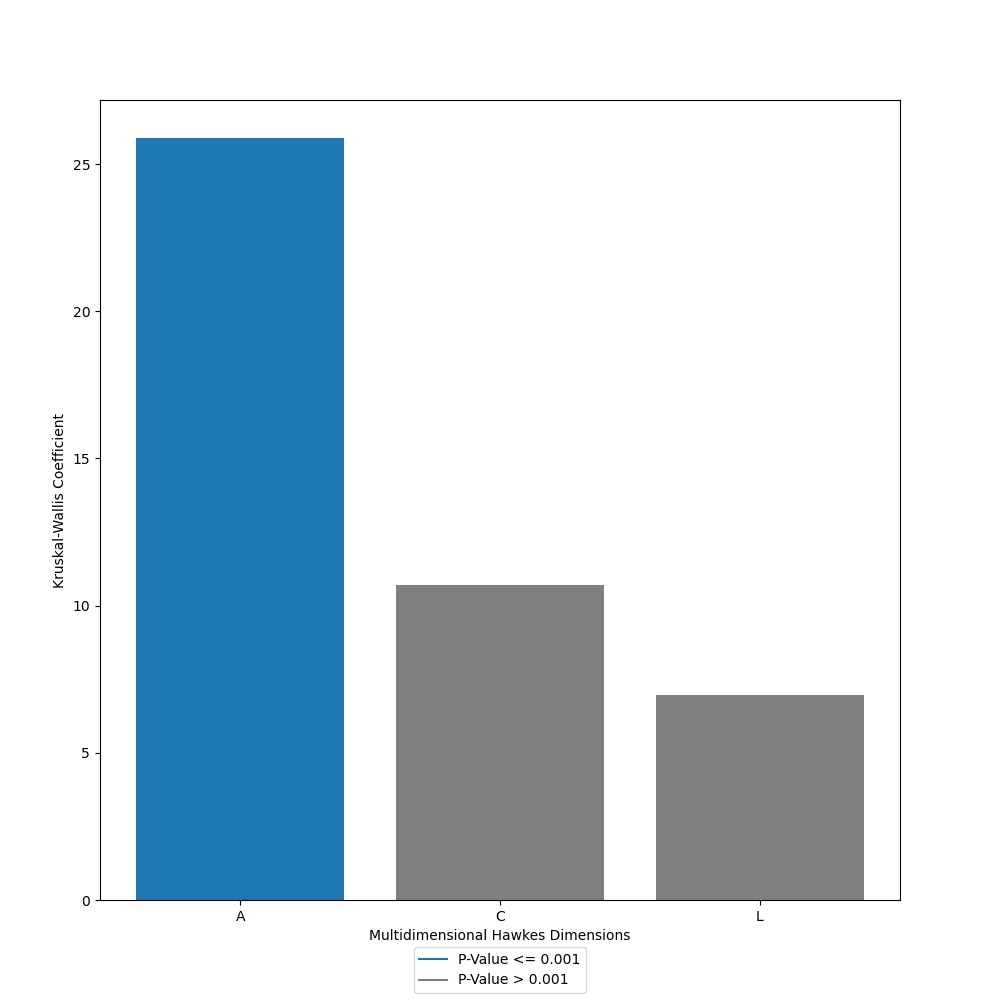 25
20
15
10
5
0
Kruskal-Wallis Coefficient
A C L
Multidimensional Hawkes Dimensions
P-Value <= 0.001
P-Value > 0.001